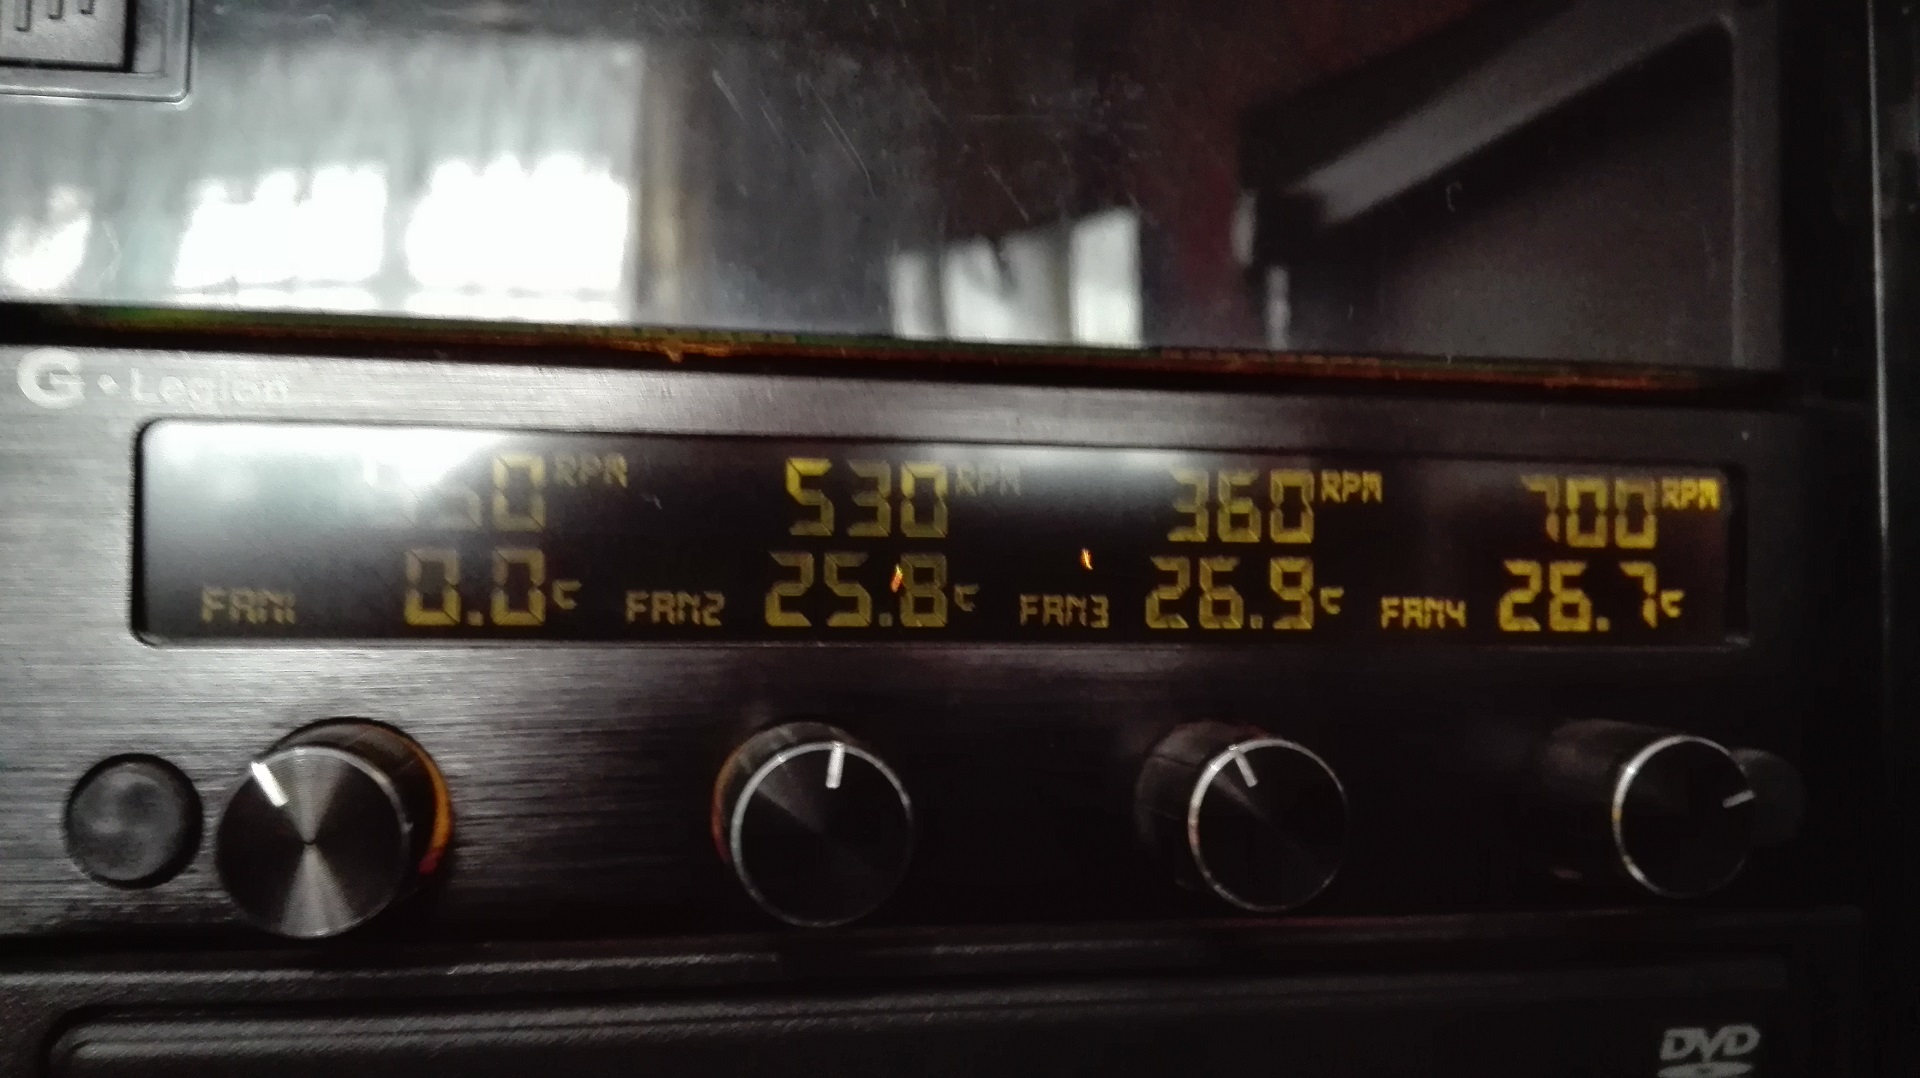 G·Legion
RPM 530 RPM 360 RPM 700 RPM
FAN1 0.0℃ FAN2 25.8℃ FAN3 26.9℃ FAN4 26.7℃
DVD